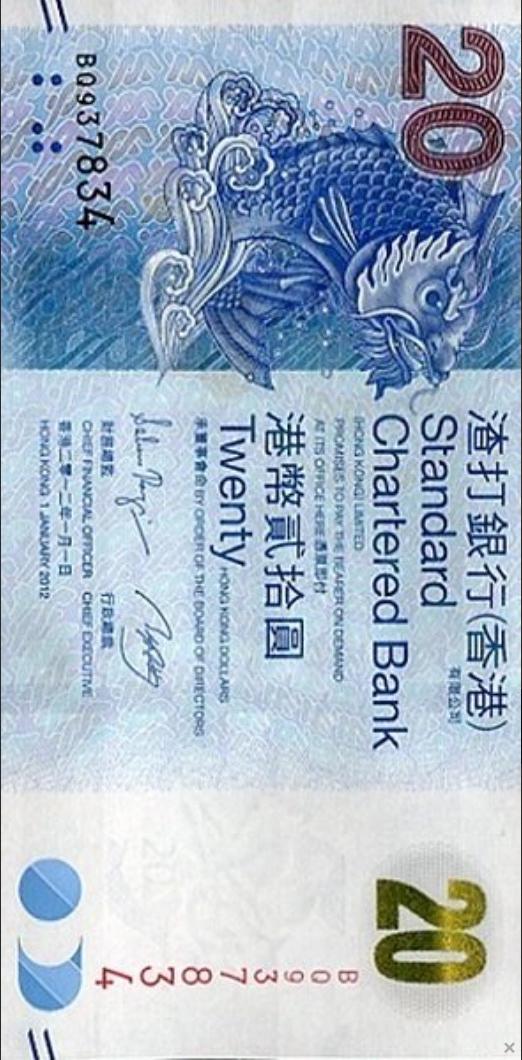 20
B0937834
渣打銀行(香港)
有限公司
Standard
Chartered Bank
(HONG KONG) LIMITED
PROMISES TO PAY THE BEARER ON DEMAND
AT ITS OFFICE HERE 憑票即付
港幣貳拾圓
Twenty HONG KONG DOLLARS
承董事會命 BY ORDER OF THE BOARD OF DIRECTORS
財務總監 行政總裁
CHIEF FINANCIAL OFFICER CHIEF EXECUTIVE
香港二零一二年一月一日
HONG KONG 1 JANUARY 2012
20
B0937834